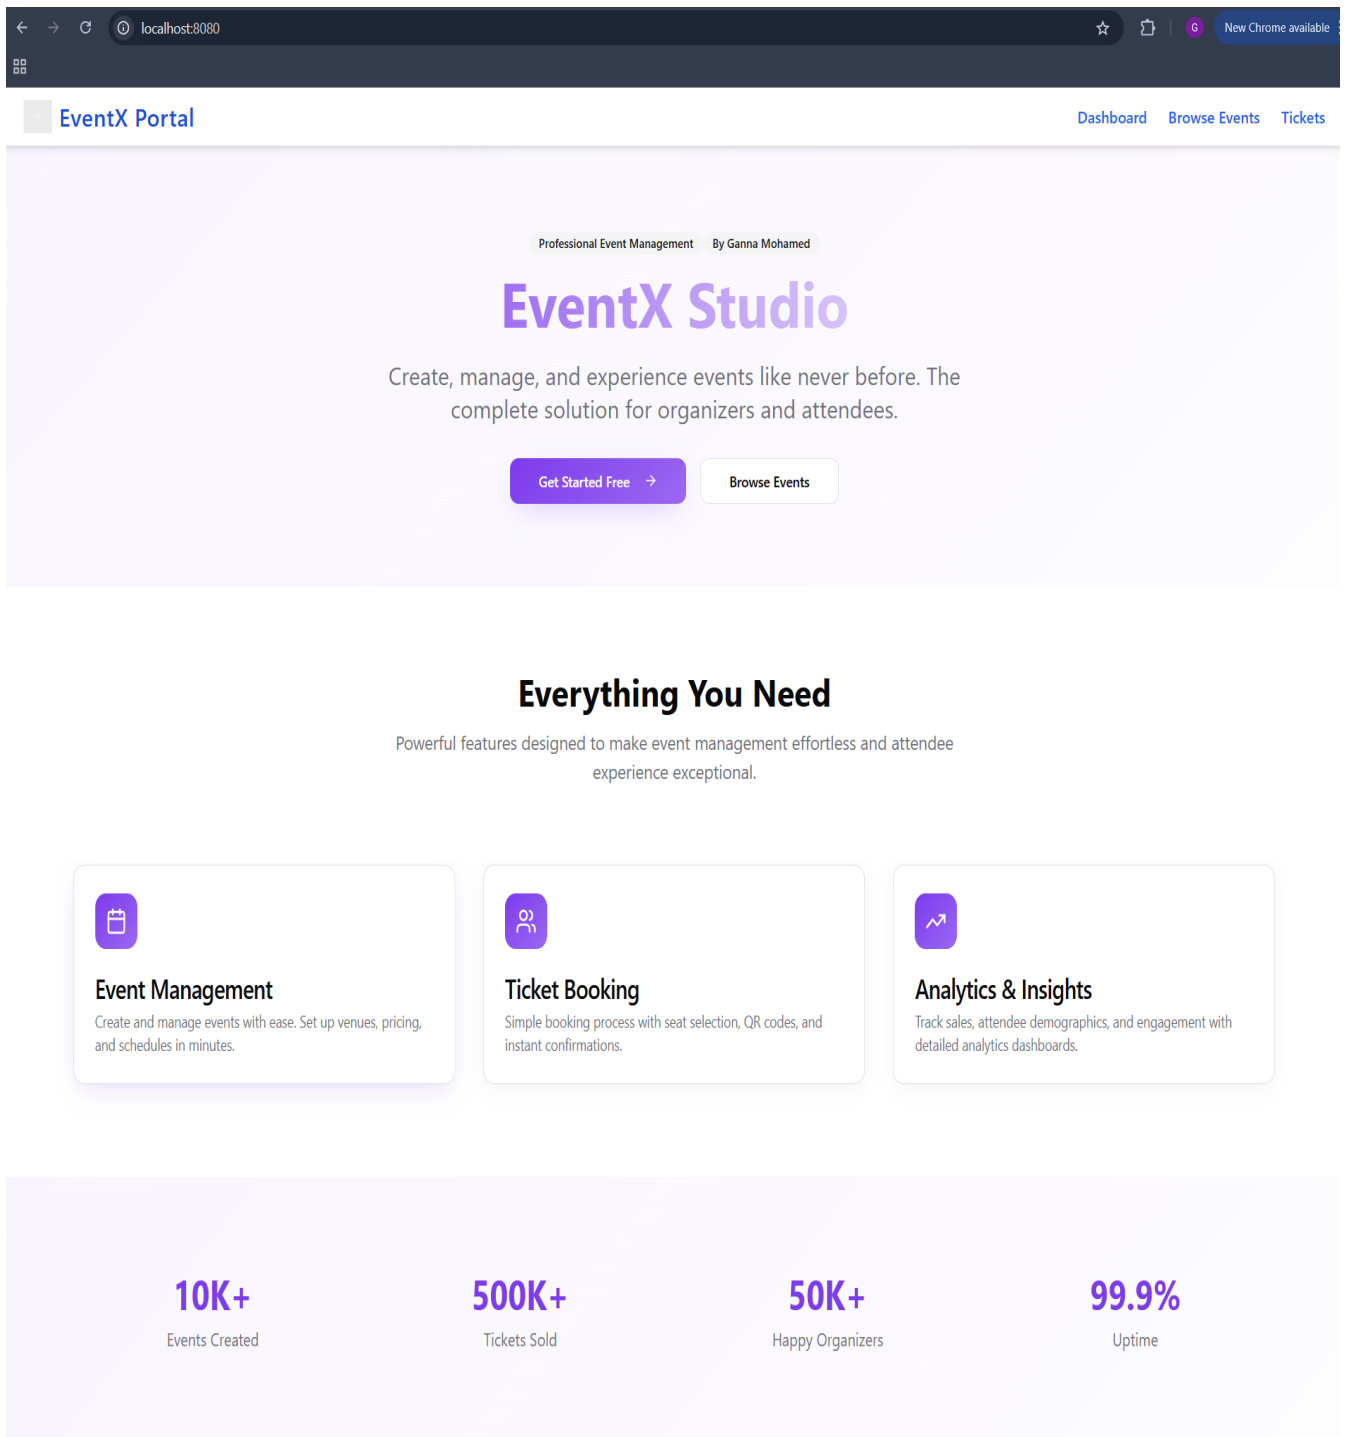 localhost:8080
G
New Chrome available
EventX Portal
Dashboard
Browse Events
Tickets
Professional Event Management
By Ganna Mohamed
EventX Studio
Create, manage, and experience events like never before. The
complete solution for organizers and attendees.
Get Started Free
Browse Events
Everything You Need
Powerful features designed to make event management effortless and attendee
experience exceptional.
Event Management
Create and manage events with ease. Set up venues, pricing,
and schedules in minutes.
Ticket Booking
Simple booking process with seat selection, QR codes, and
instant confirmations.
Analytics & Insights
Track sales, attendee demographics, and engagement with
detailed analytics dashboards.
10K+
Events Created
500K+
Tickets Sold
50K+
Happy Organizers
99.9%
Uptime